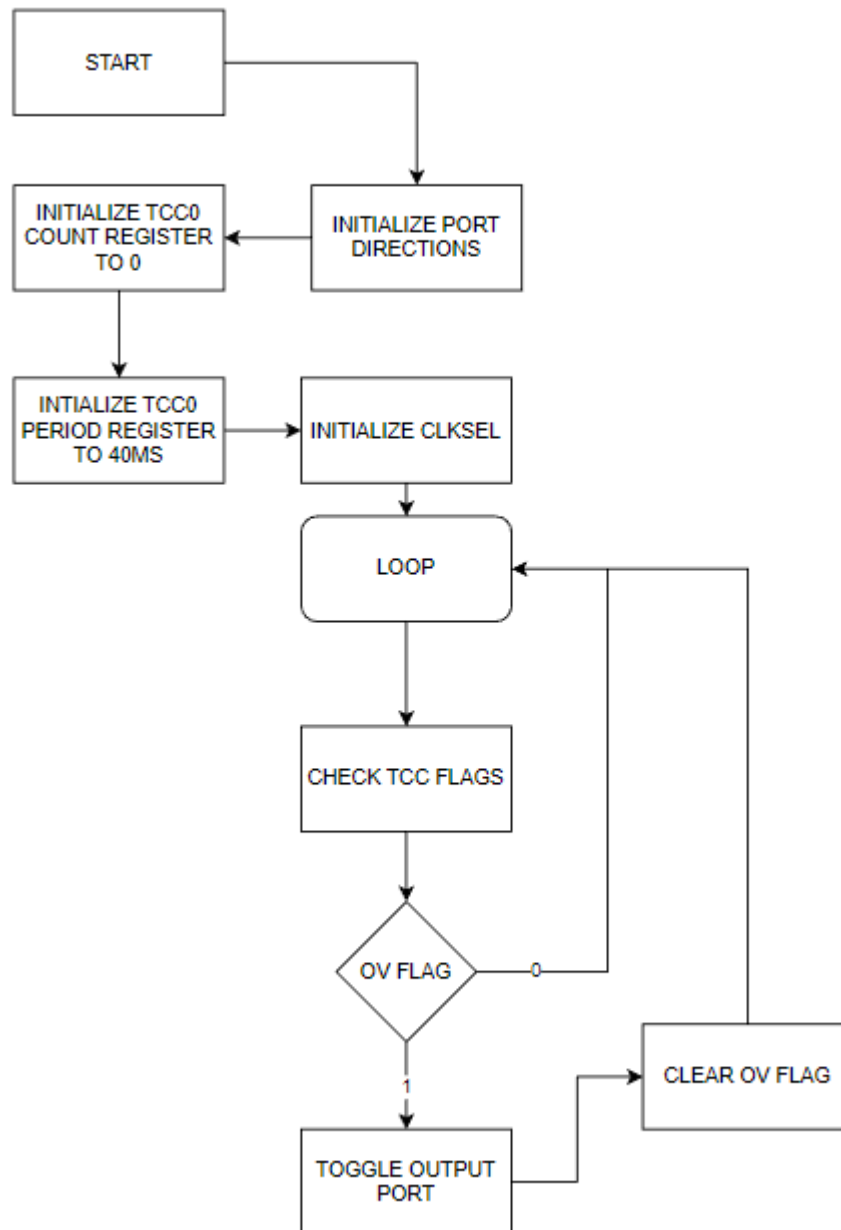 START
INITIALIZE PORT
DIRECTIONS
INITIALIZE TCC0
COUNT REGISTER
TO 0
INTIALIZE TCC0
PERIOD REGISTER
TO 40MS
INITIALIZE CLKSEL
LOOP
CHECK TCC FLAGS
OV FLAG
0
1
TOGGLE OUTPUT
PORT
CLEAR OV FLAG